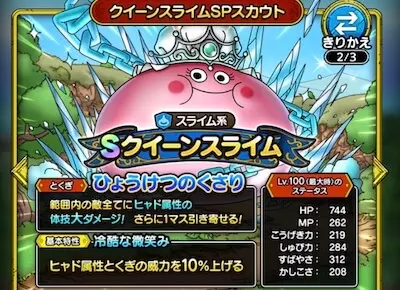 クイーンスライムSPスカウト
きりかえ
2/3
スライム系
Sクイーンスライム
とくぎ
ひょうけつのくさり
範囲内の敵全てにヒャド属性の
体技大ダメージ! さらに1マス引き寄せる!
基本特性
冷酷な微笑み
ヒャド属性とくぎの威力を10%上げる
Lv.100(最大時)の
ステータス
HP: 744
MP: 262
こうげき力: 219
しゅび力: 284
すばやさ: 312
かしこさ: 208